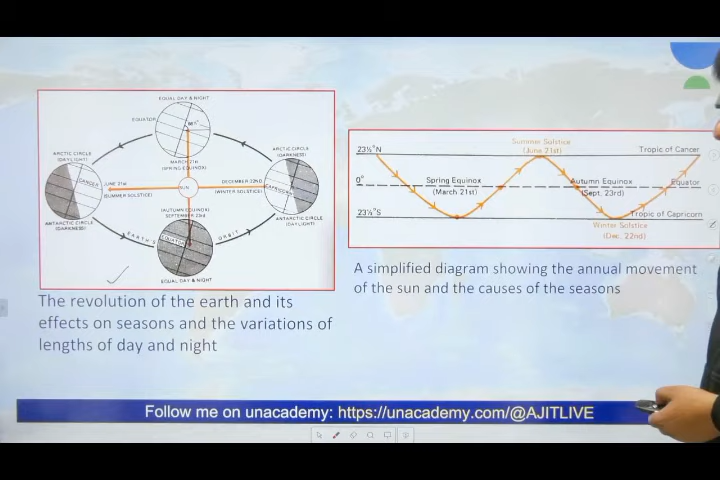 EQUAL DAY & NIGHT
EQUATOR
66½°
ARCTIC CIRCLE
(DAYLIGHT)
ARCTIC CIRCLE
(DARKNESS)
MARCH 21st
(SPRING EQUINOX)
CANCER
JUNE 21st
(SUMMER SOLSTICE)
SUN
DECEMBER 22ND
(WINTER SOLSTICE)
CAPRICORN
(AUTUMN EQUINOX)
SEPTEMBER 23rd
ANTARCTIC CIRCLE
(DARKNESS)
ANTARCTIC CIRCLE
(DAYLIGHT)
EARTH'S
EQUATOR
ORBIT
EQUAL DAY & NIGHT
The revolution of the earth and its
effects on seasons and the variations of
lengths of day and night
Summer Solstice
(June 21st)
23½°N
Tropic of Cancer
0°
Spring Equinox
(March 21st)
Autumn Equinox
(Sept. 23rd)
Equator
23½°S
Tropic of Capricorn
Winter Solstice
(Dec. 22nd)
A simplified diagram showing the annual movement
of the sun and the causes of the seasons
Follow me on unacademy: https://unacademy.com/@AJITLIVE